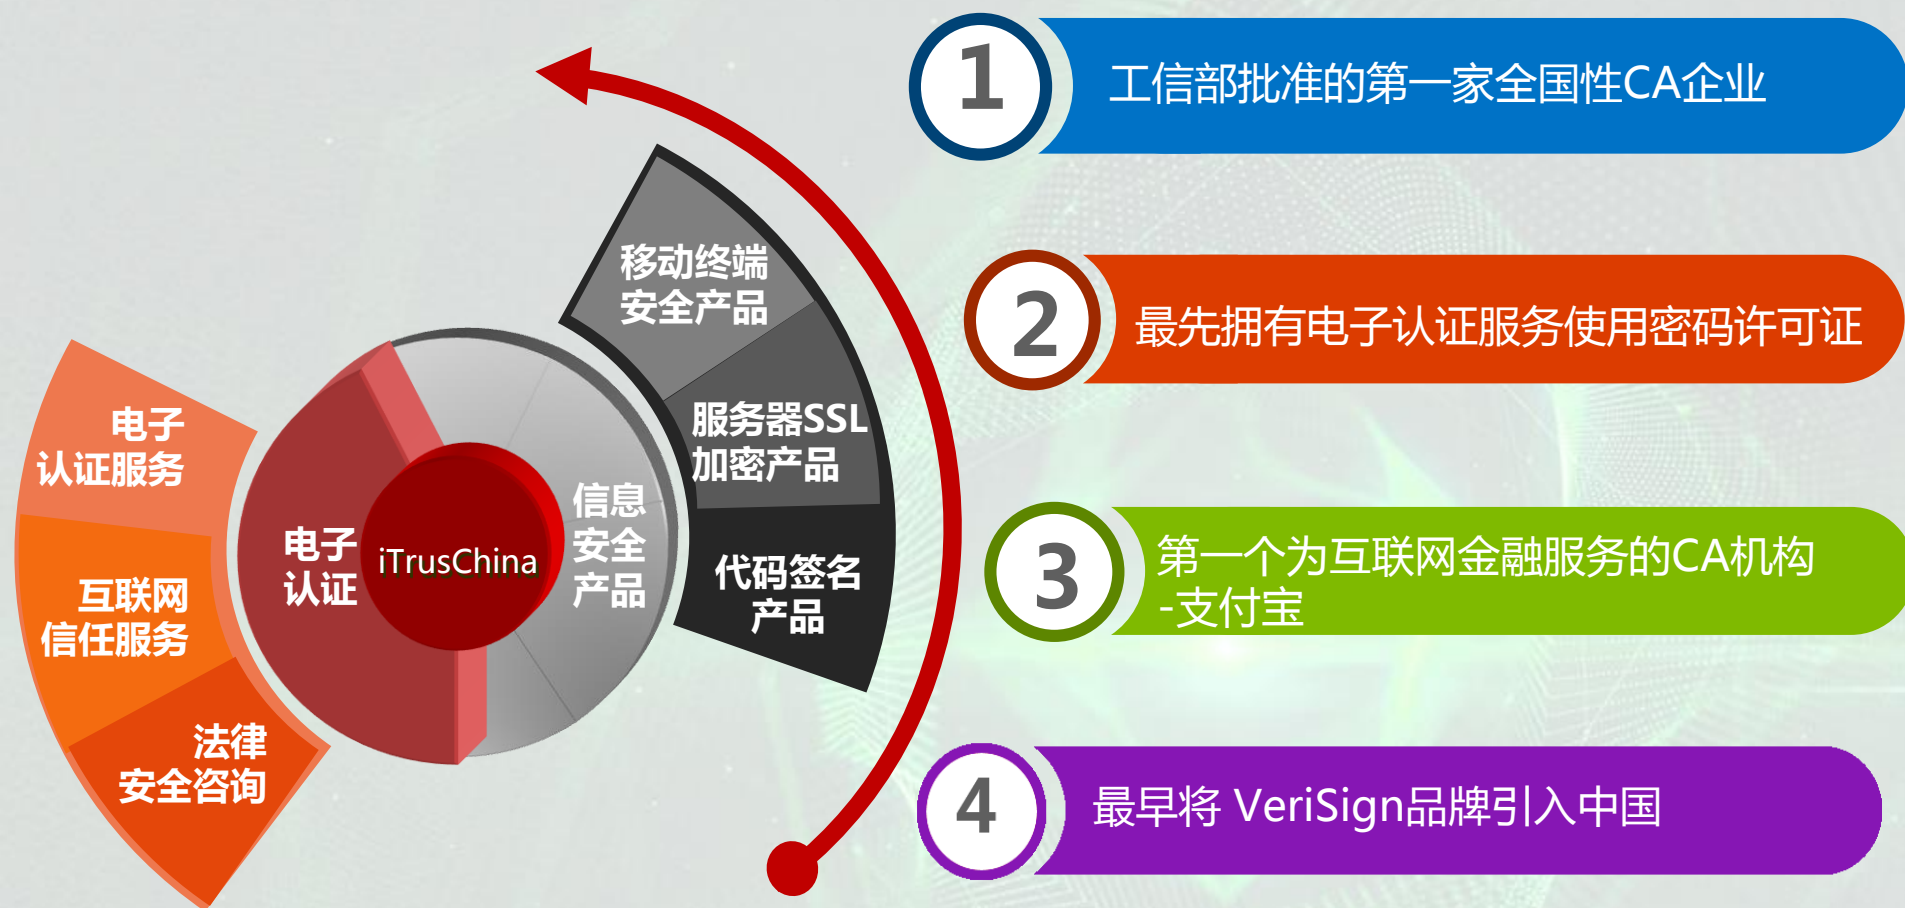 移动终端
安全产品
服务器SSL
加密产品
代码签名
产品
电子
认证服务
互联网
信任服务
法律
安全咨询
电子
认证
iTrusChina
信息
安全
产品
1
工信部批准的第一家全国性CA企业
2
最先拥有电子认证服务使用密码许可证
3
第一个为互联网金融服务的CA机构
-支付宝
4
最早将 VeriSign品牌引入中国